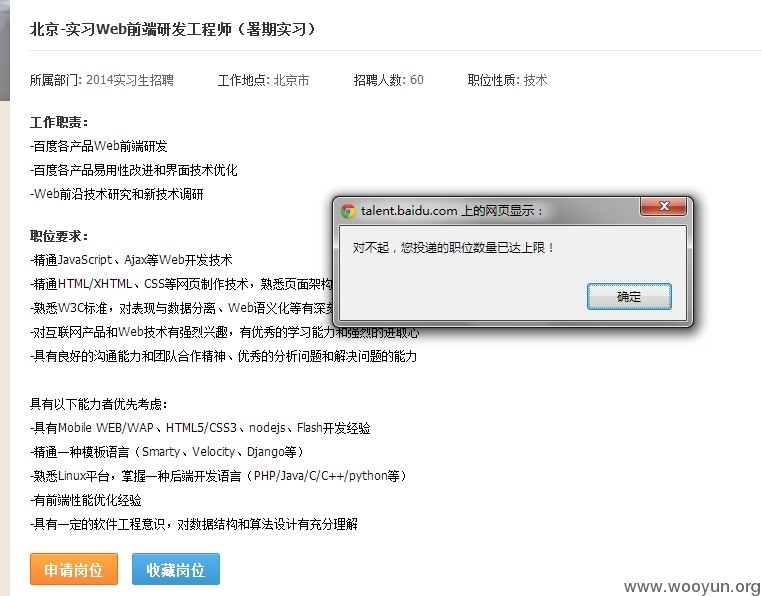 北京-实习Web前端研发工程师（暑期实习）
所属部门: 2014实习生招聘 工作地点: 北京市 招聘人数: 60 职位性质: 技术
工作职责：
-百度各产品Web前端研发
-百度各产品易用性改进和界面技术优化
-Web前沿技术研究和新技术调研
职位要求：
-精通JavaScript、Ajax等Web开发技术
-精通HTML/XHTML、CSS等网页制作技术，熟悉页面架构
-熟悉W3C标准，对表现与数据分离、Web语义化等有深刻
-对互联网产品和Web技术有强烈兴趣，有优秀的学习能力和强烈的进取心
-具有良好的沟通能力和团队合作精神、优秀的分析问题和解决问题的能力
talent.baidu.com 上的网页显示：
对不起，您投递的职位数量已达上限！
确定
具有以下能力者优先考虑：
-具有Mobile WEB/WAP、HTML5/CSS3、nodejs、Flash开发经验
-精通一种模板语言（Smarty、Velocity、Django等）
-熟悉Linux平台，掌握一种后端开发语言（PHP/Java/C/C++/python等）
-有前端性能优化经验
-具有一定的软件工程意识，对数据结构和算法设计有充分理解
申请岗位 收藏岗位
www.wooyun.org